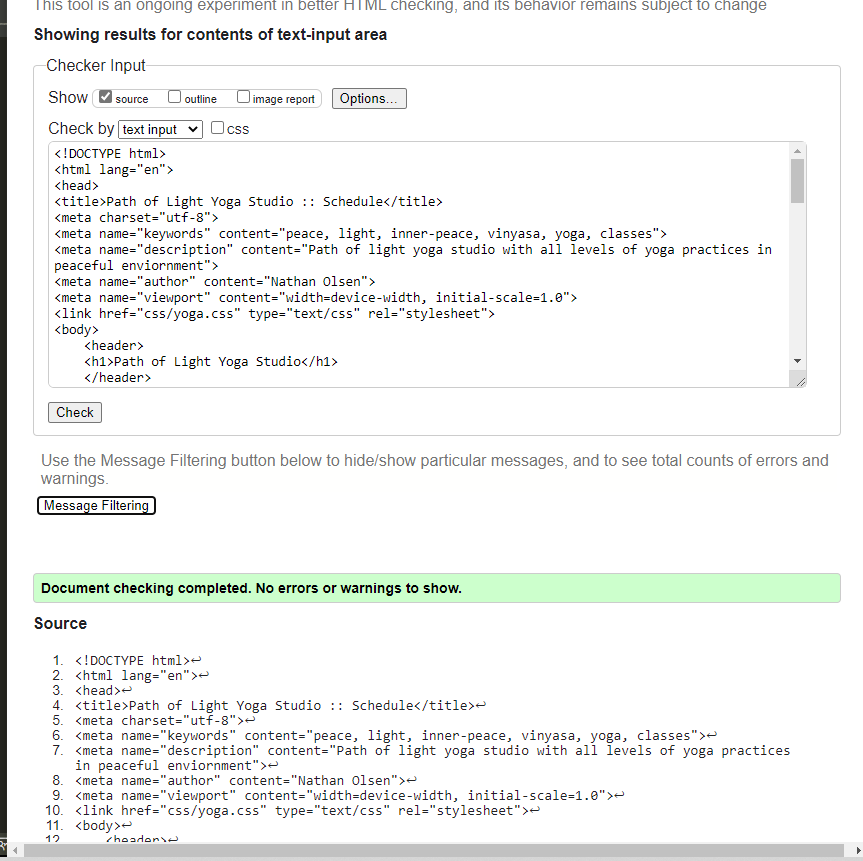 This tool is an ongoing experiment in better HTML checking, and its behavior remains subject to change
Showing results for contents of text-input area
Checker Input
Show source outline image report Options...
Check by text input css
<!DOCTYPE html>
<html lang="en">
<head>
<title>Path of Light Yoga Studio :: Schedule</title>
<meta charset="utf-8">
<meta name="keywords" content="peace, light, inner-peace, vinyasa, yoga, classes">
<meta name="description" content="Path of light yoga studio with all levels of yoga practices in
peaceful enviornment">
<meta name="author" content="Nathan Olsen">
<meta name="viewport" content="width=device-width, initial-scale=1.0">
<link href="css/yoga.css" type="text/css" rel="stylesheet">
<body>
<header>
<h1>Path of Light Yoga Studio</h1>
</header>
Check
Use the Message Filtering button below to hide/show particular messages, and to see total counts of errors and
warnings.
Message Filtering
Document checking completed. No errors or warnings to show.
Source
1. <!DOCTYPE html>↩
2. <html lang="en">↩
3. <head>↩
4. <title>Path of Light Yoga Studio :: Schedule</title>↩
5. <meta charset="utf-8">↩
6. <meta name="keywords" content="peace, light, inner-peace, vinyasa, yoga, classes">↩
7. <meta name="description" content="Path of light yoga studio with all levels of yoga practices
in peaceful enviornment">↩
8. <meta name="author" content="Nathan Olsen">↩
9. <meta name="viewport" content="width=device-width, initial-scale=1.0">↩
10. <link href="css/yoga.css" type="text/css" rel="stylesheet">↩
11. <body>↩
12. <header>↩